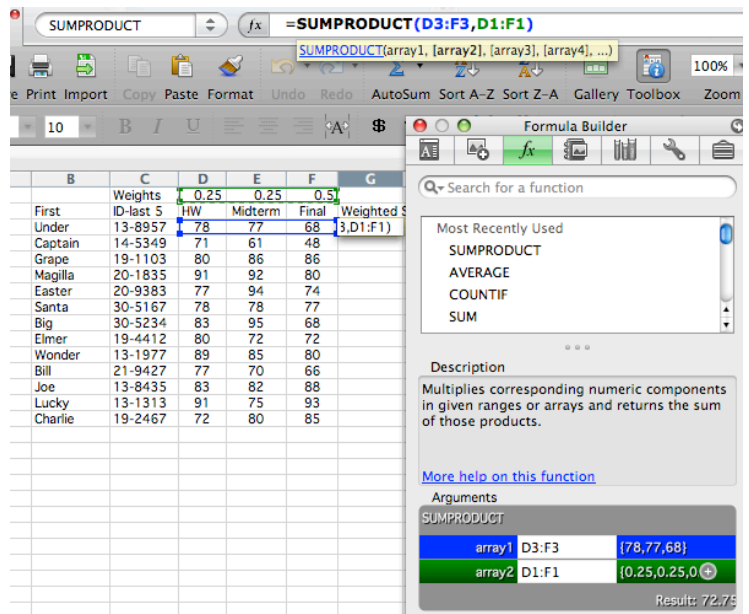 SUMPRODUCT fx =SUMPRODUCT(D3:F3,D1:F1)
SUMPRODUCT(array1, [array2], [array3], [array4], ...)
100%
e Print Import Copy Paste Format Undo Redo AutoSum Sort A-Z Sort Z-A Gallery Toolbox Zoom
10 B I U A $
Formula Builder
fx
Search for a function
Most Recently Used
SUMPRODUCT
AVERAGE
COUNTIF
SUM
Description
Multiplies corresponding numeric components
in given ranges or arrays and returns the sum
of those products.
More help on this function
Arguments
SUMPRODUCT
array1 D3:F3 {78,77,68}
array2 D1:F1 {0.25,0.25,0
Result: 72.75
B C D E F G
Weights 0.25 0.25 0.5
First ID-last 5 HW Midterm Final Weighted S
Under 13-8957 78 77 68 3,D1:F1)
Captain 14-5349 71 61 48
Grape 19-1103 80 86 86
Magilla 20-1835 91 92 80
Easter 20-9383 77 94 74
Santa 30-5167 78 78 77
Big 30-5234 83 95 68
Elmer 19-4412 80 72 72
Wonder 13-1977 89 85 80
Bill 21-9427 77 70 66
Joe 13-8435 83 82 88
Lucky 13-1313 91 75 93
Charlie 19-2467 72 80 85